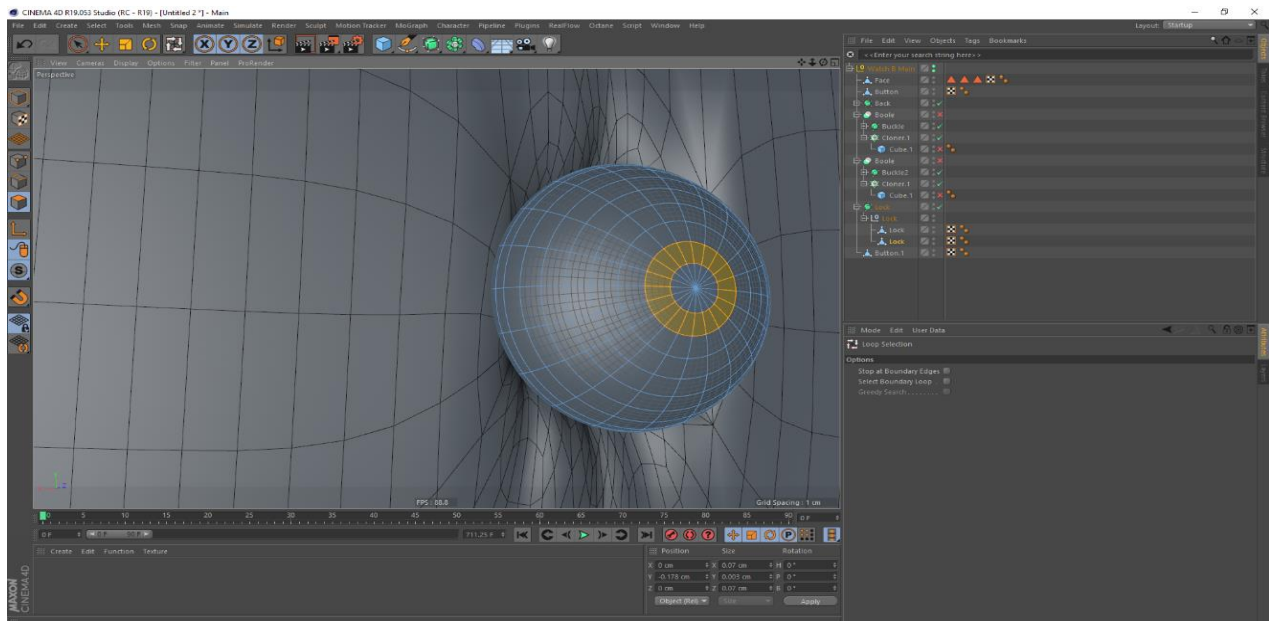 CINEMA 4D R19.053 Studio (RC - R19) - [Untitled 2 *] - Main
File Edit Create Select Tools Mesh Snap Animate Simulate Render Sculpt Motion Tracker MoGraph Character Pipeline Plugins RealFlow Octane Script Window Help
Layout: Startup
View Cameras Display Options Filter Panel ProRender
Perspective
FPS : 88.8
Grid Spacing : 1 cm
0 5 10 15 20 25 30 35 40 45 50 55 60 65 70 75 80 85 90 0 F
0 F
0 F
90 F
711.25 F
Create Edit Function Texture
Position Size Rotation
X 0 cm X 0.07 cm H 0°
Y -0.178 cm Y 0.003 cm P 0°
Z 0 cm Z 0.07 cm B 0°
Object (Rel) Size Apply
MAXON
CINEMA 4D
File Edit View Objects Tags Bookmarks
<<Enter your search string here>>
Watch B Main
Face
Button
Back
Boole
Buckle
Cloner.1
Cube.1
Boole
Buckle2
Cloner.1
Cube.1
Lock
Lock
Lock
Lock
Button.1
Mode Edit User Data
Loop Selection
Options
Stop at Boundary Edges
Select Boundary Loop
Greedy Search . . . . . . . .
Objects
Attributes